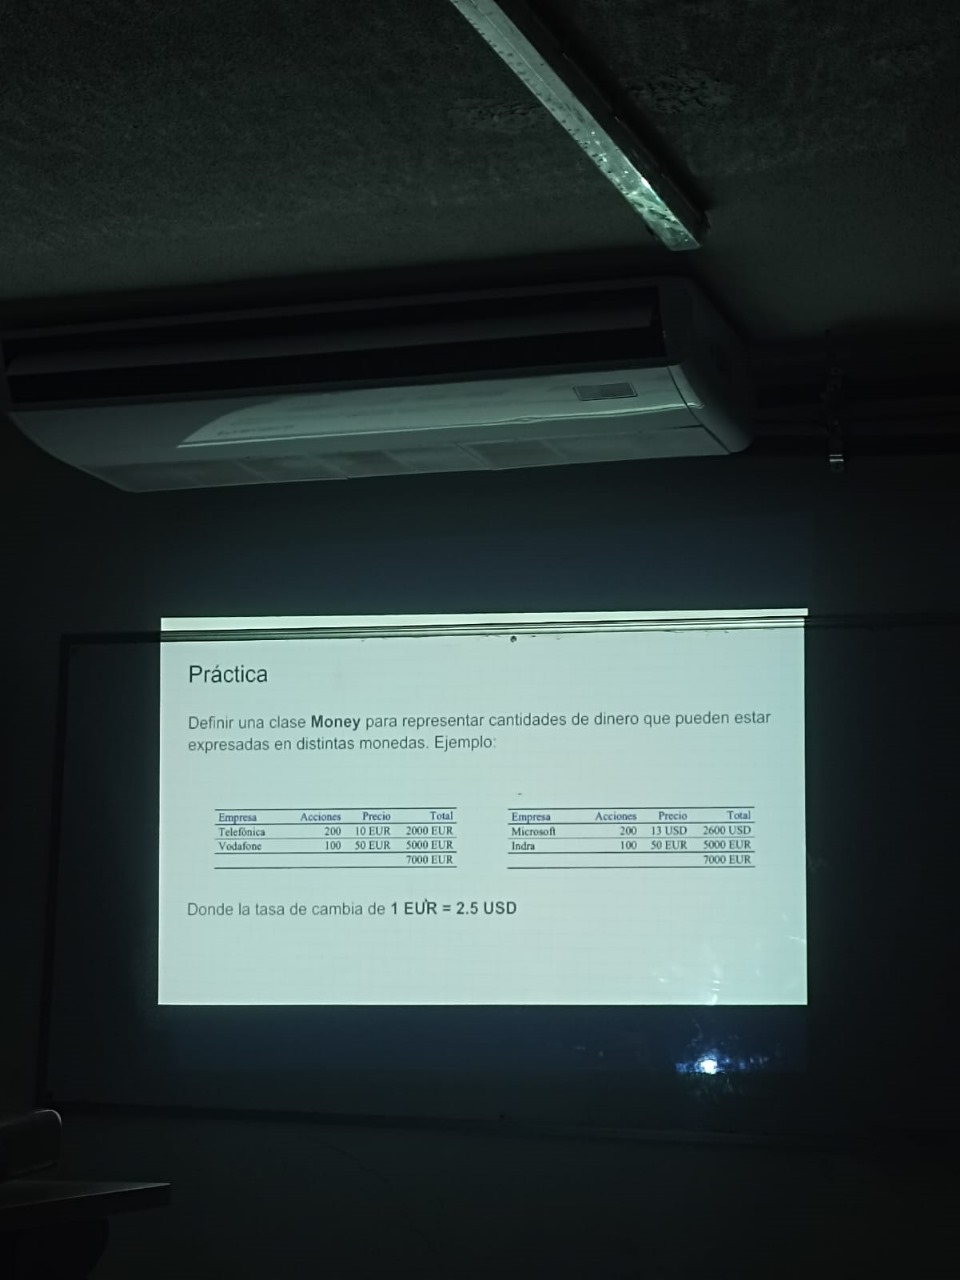 Práctica
Definir una clase Money para representar cantidades de dinero que pueden estar
expresadas en distintas monedas. Ejemplo:
Empresa Acciones Precio Total
Telefónica 200 10 EUR 2000 EUR
Vodafone 100 50 EUR 5000 EUR
7000 EUR
Empresa Acciones Precio Total
Microsoft 200 13 USD 2600 USD
Indra 100 50 EUR 5000 EUR
7000 EUR
Donde la tasa de cambia de 1 EUR = 2.5 USD